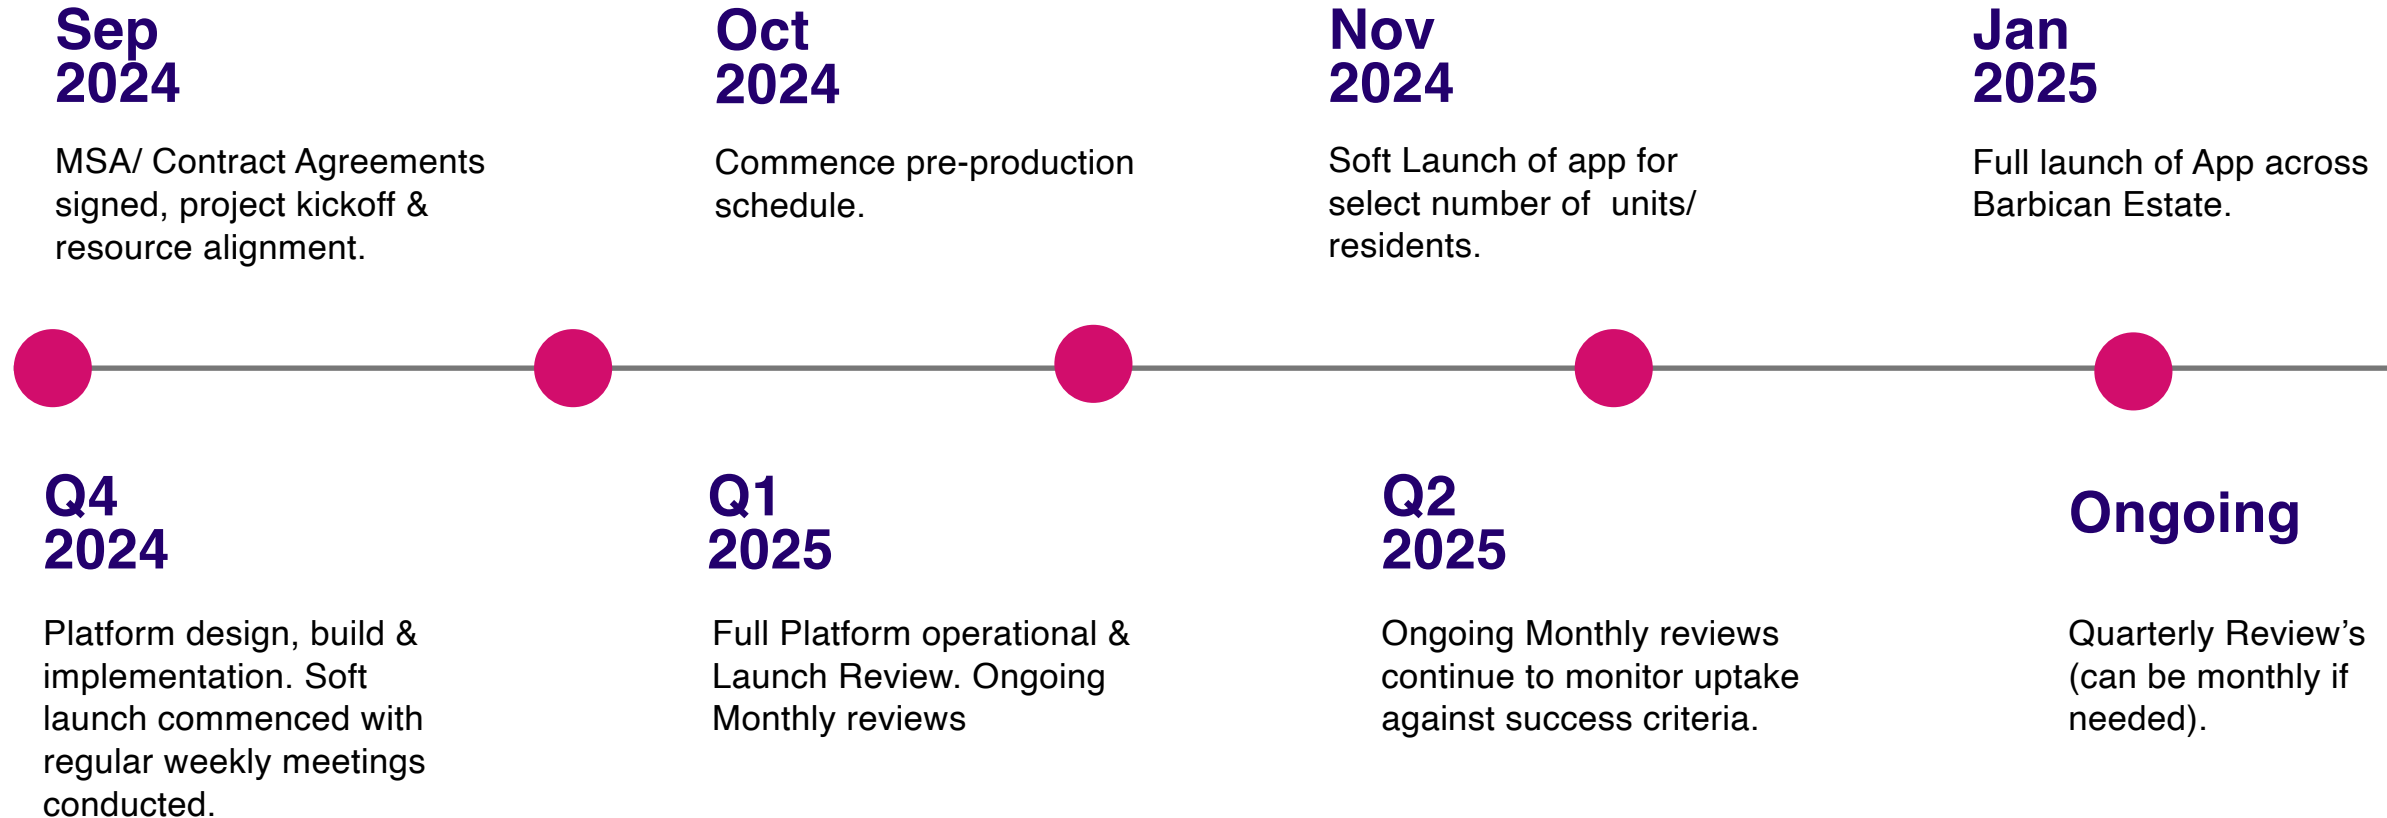 Sep
2024
MSA/ Contract Agreements
signed, project kickoff &
resource alignment.
Oct
2024
Commence pre-production
schedule.
Nov
2024
Soft Launch of app for
select number of  units/
residents.
Jan
2025
Full launch of App across
Barbican Estate.
Q4
2024
Platform design, build &
implementation. Soft
launch commenced with
regular weekly meetings
conducted.
Q1
2025
Full Platform operational &
Launch Review. Ongoing
Monthly reviews
Q2
2025
Ongoing Monthly reviews
continue to monitor uptake
against success criteria.
Ongoing
Quarterly Review’s
(can be monthly if
needed).